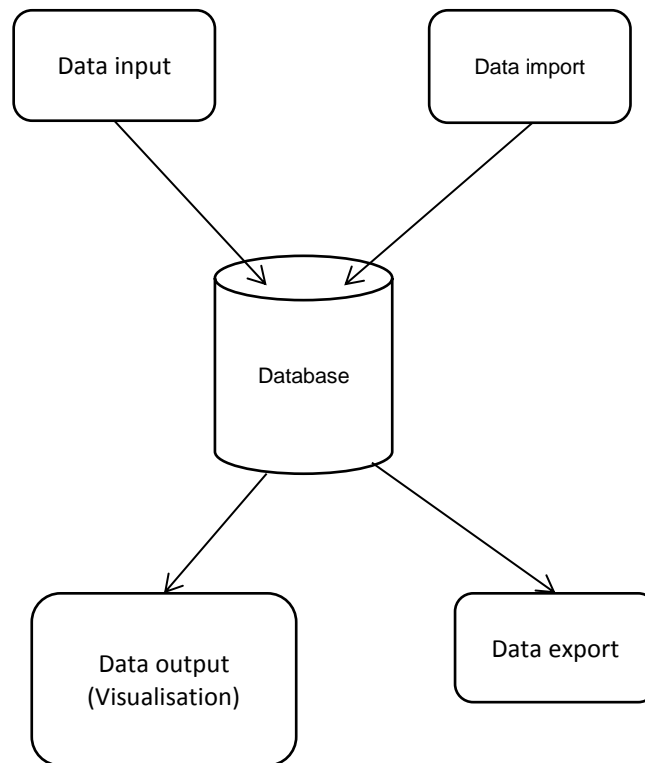 Data input
Data import
Database
Data output
(Visualisation)
Data export